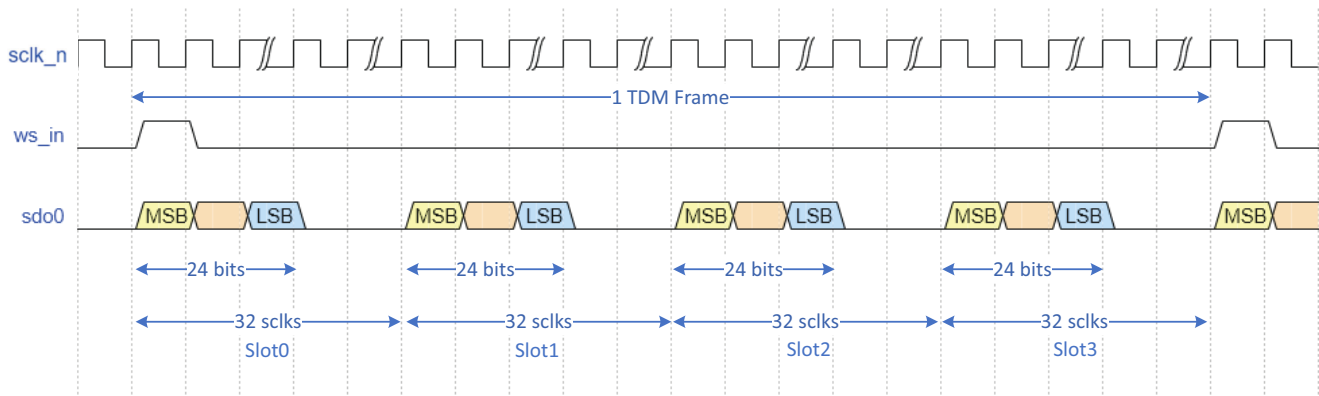 sclk_n
1 TDM Frame
ws_in
sdo0 MSB LSB MSB LSB MSB LSB MSB LSB MSB
24 bits 24 bits 24 bits 24 bits
32 sclks 32 sclks 32 sclks 32 sclks
Slot0 Slot1 Slot2 Slot3